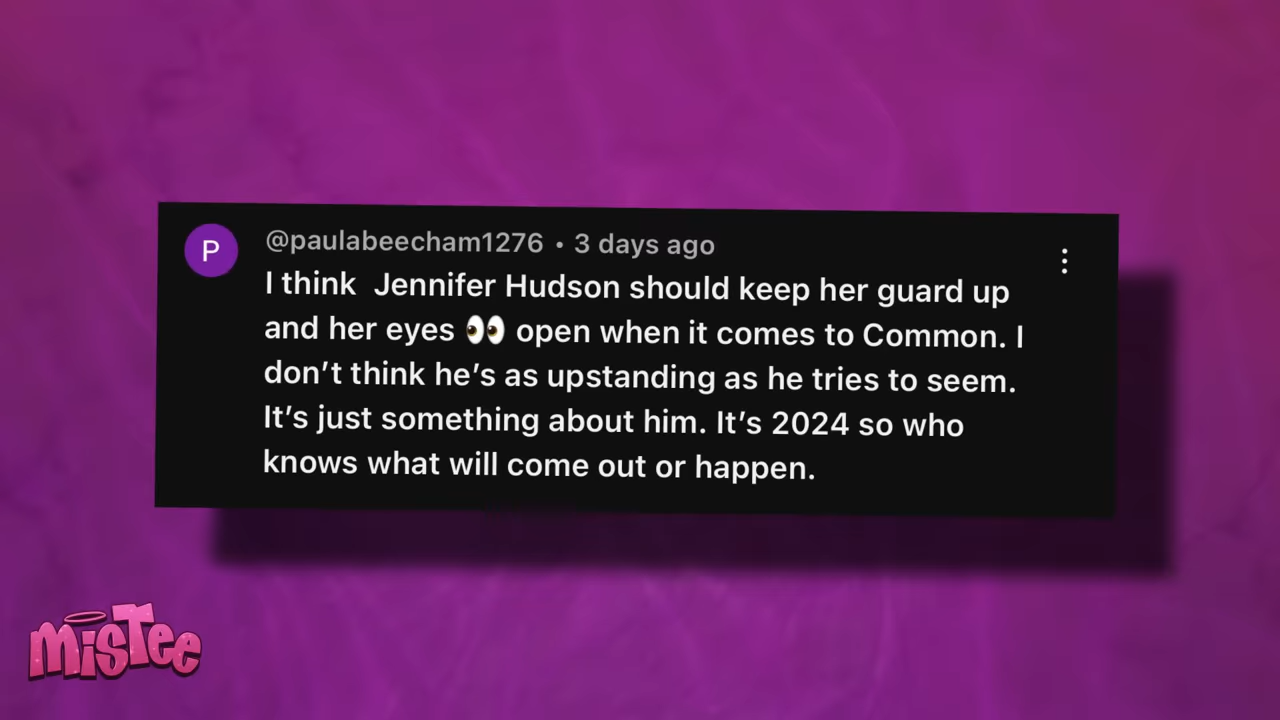 P
@paulabeecham1276 • 3 days ago
I think  Jennifer Hudson should keep her guard up
and her eyes 👀 open when it comes to Common. I
don’t think he’s as upstanding as he tries to seem.
It’s just something about him. It’s 2024 so who
knows what will come out or happen.
MisTee